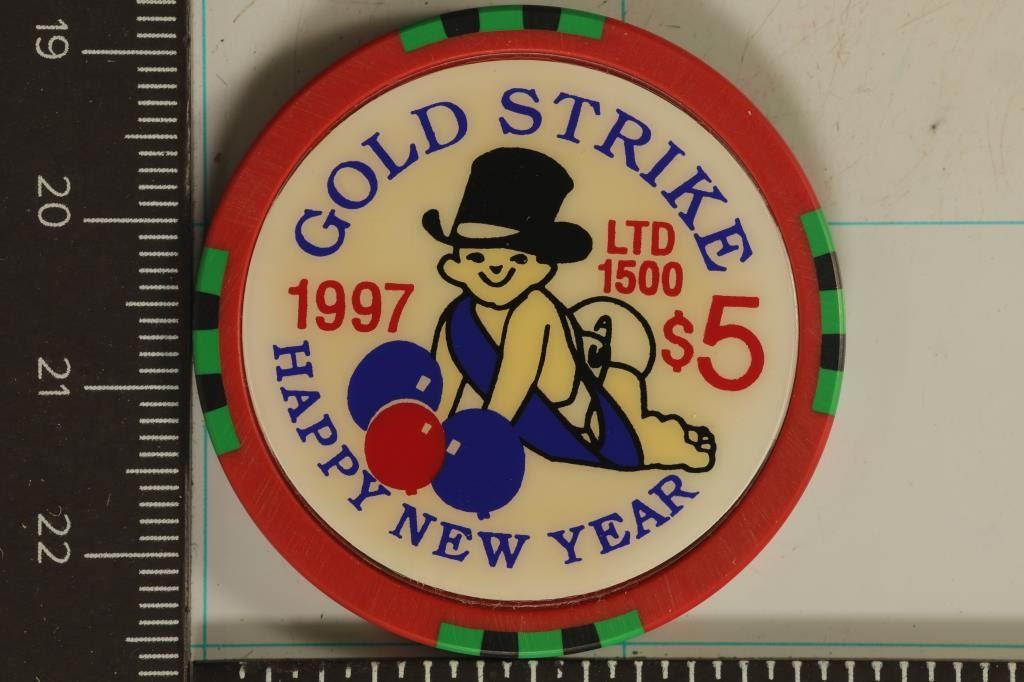 GOLD STRIKE
LTD
1500
1997
$5
HAPPY NEW YEAR
19
20
21
22